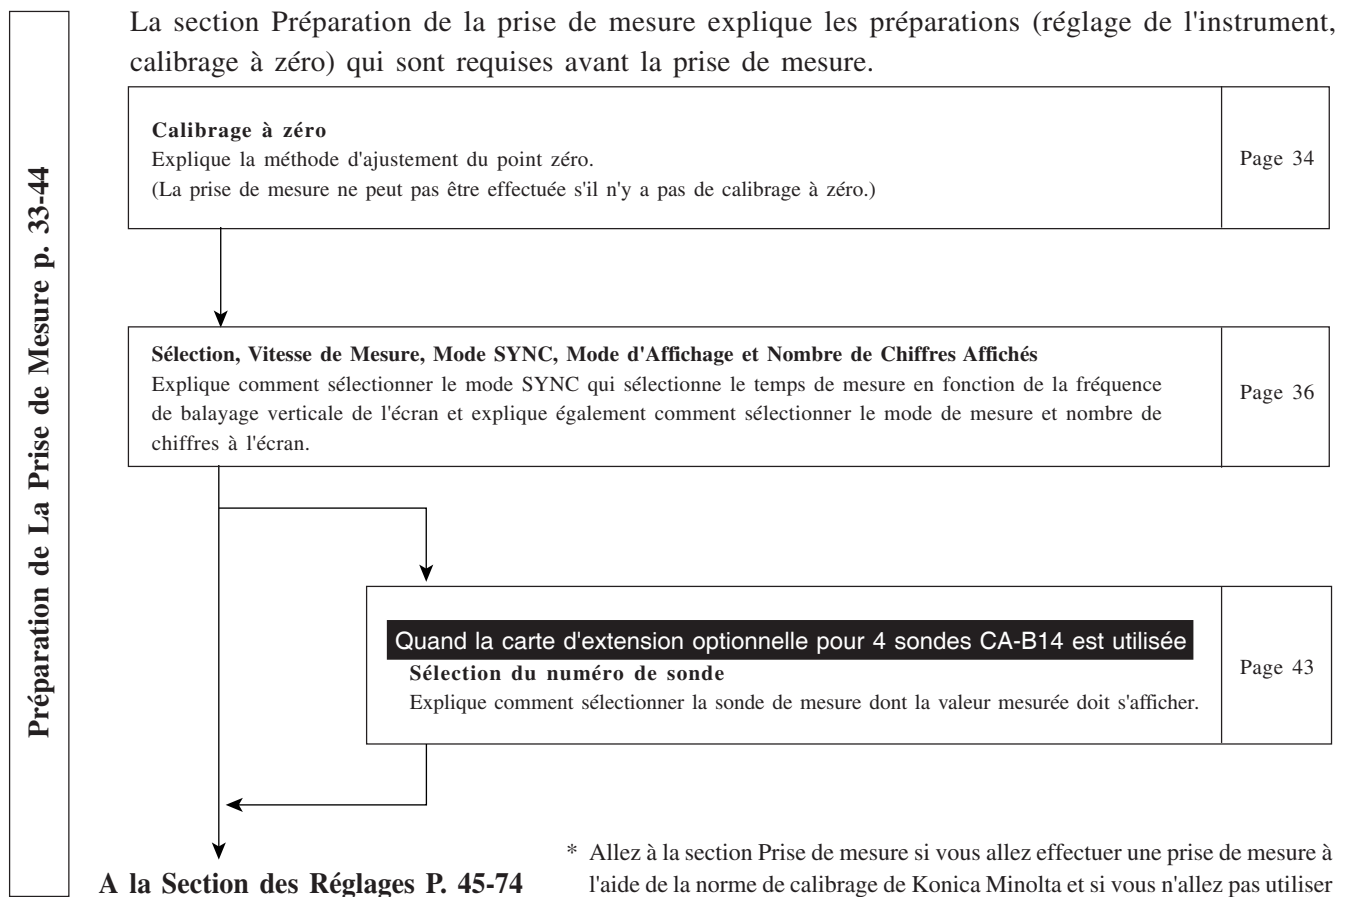 La section Préparation de la prise de mesure explique les préparations (réglage de l'instrument,
calibrage à zéro) qui sont requises avant la prise de mesure.
Préparation de La Prise de Mesure p. 33-44
Calibrage à zéro
Explique la méthode d'ajustement du point zéro.
(La prise de mesure ne peut pas être effectuée s'il n'y a pas de calibrage à zéro.)
Page 34
Sélection, Vitesse de Mesure, Mode SYNC, Mode d'Affichage et Nombre de Chiffres Affichés
Explique comment sélectionner le mode SYNC qui sélectionne le temps de mesure en fonction de la fréquence
de balayage verticale de l'écran et explique également comment sélectionner le mode de mesure et nombre de
chiffres à l'écran.
Page 36
Quand la carte d'extension optionnelle pour 4 sondes CA-B14 est utilisée
Sélection du numéro de sonde
Explique comment sélectionner la sonde de mesure dont la valeur mesurée doit s'afficher.
Page 43
A la Section des Réglages P. 45-74
* Allez à la section Prise de mesure si vous allez effectuer une prise de mesure à
l'aide de la norme de calibrage de Konica Minolta et si vous n'allez pas utiliser